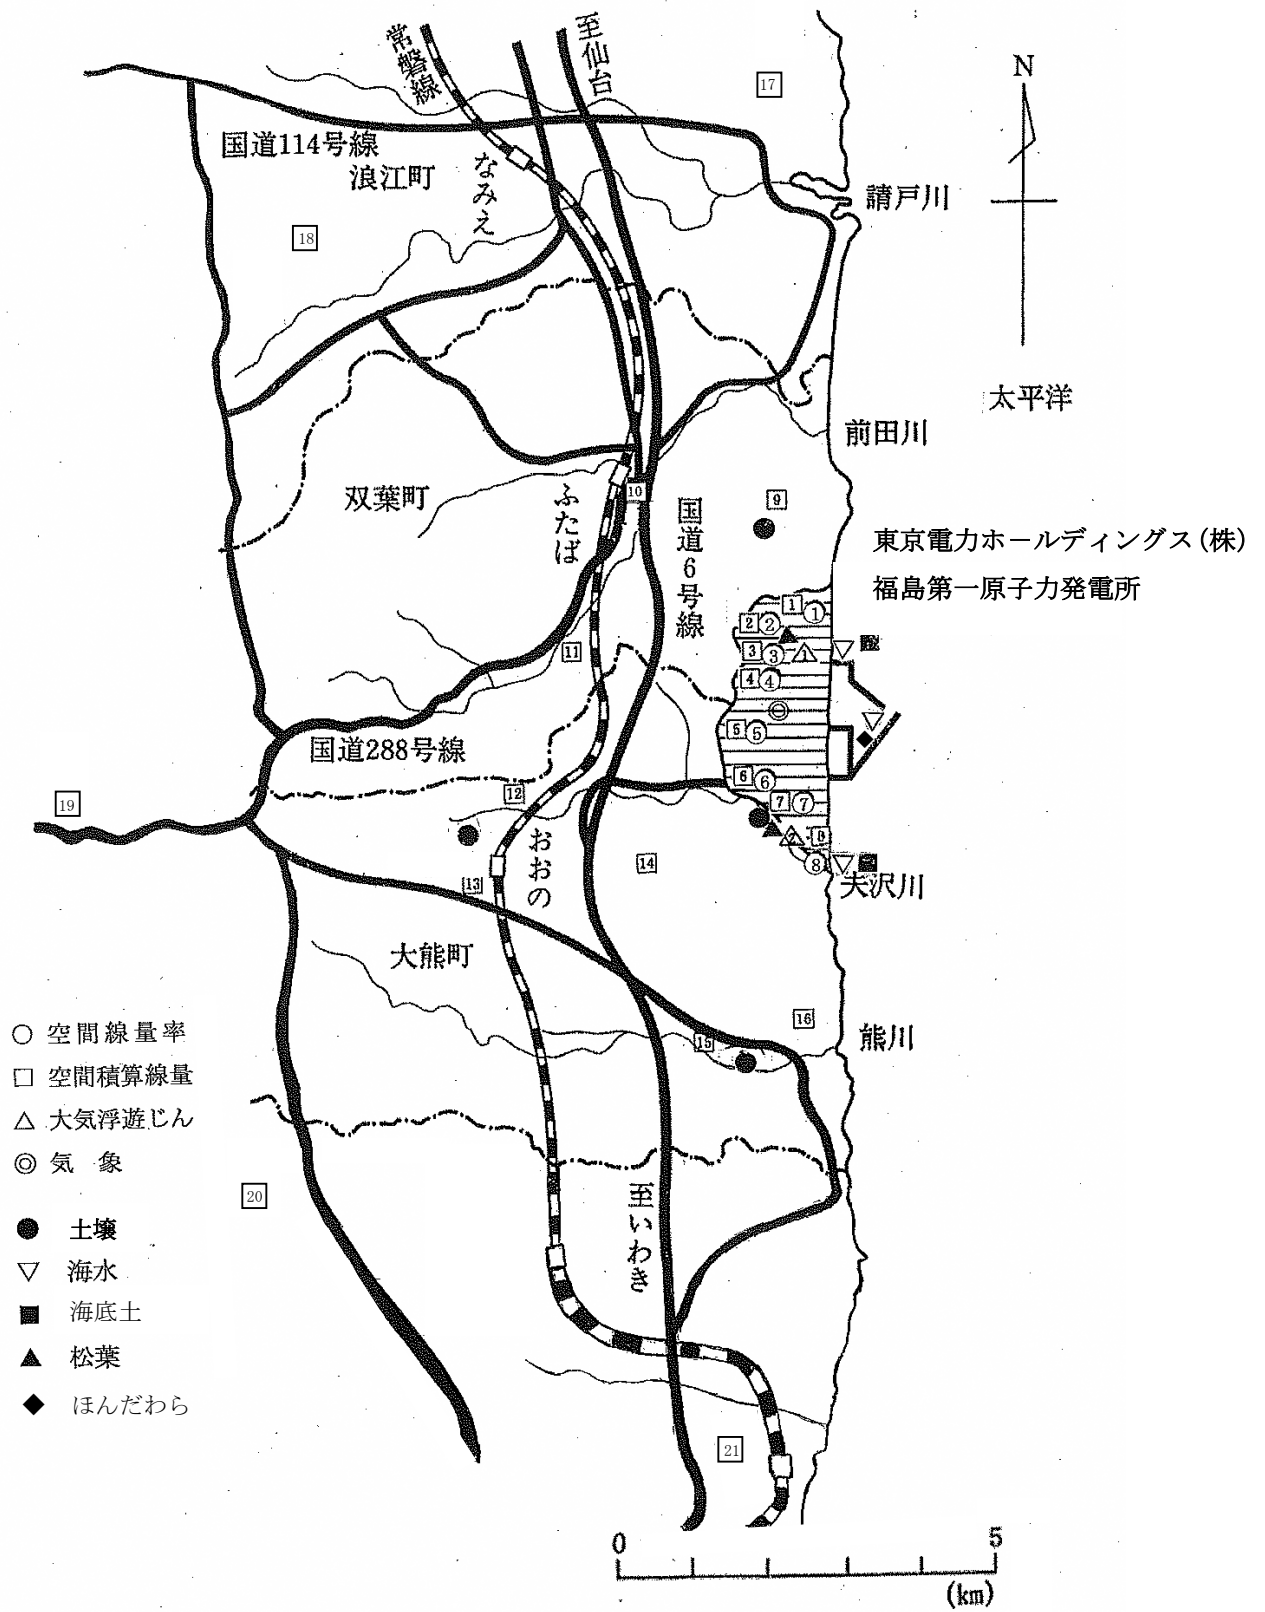 常磐線
至仙台
17
N
国道114号線
浪江町
なみえ
請戸川
18
太平洋
前田川
双葉町
ふたば
10
国道6号線
9
東京電力ホールディングス(株)
福島第一原子力発電所
1 ①
2 ②
3 ③ 1
4 ④
11
5 ⑤
国道288号線
6 ⑥
12
7 ⑦
19
おおの
14
2 8
⑧
13
夫沢川
大熊町
16
15
熊川
○ 空間線量率
□ 空間積算線量
△ 大気浮遊じん
◎ 気象
20
至いわき
● 土壌
▽ 海水
■ 海底土
▲ 松葉
◆ ほんだわら
21
0 5
(km)